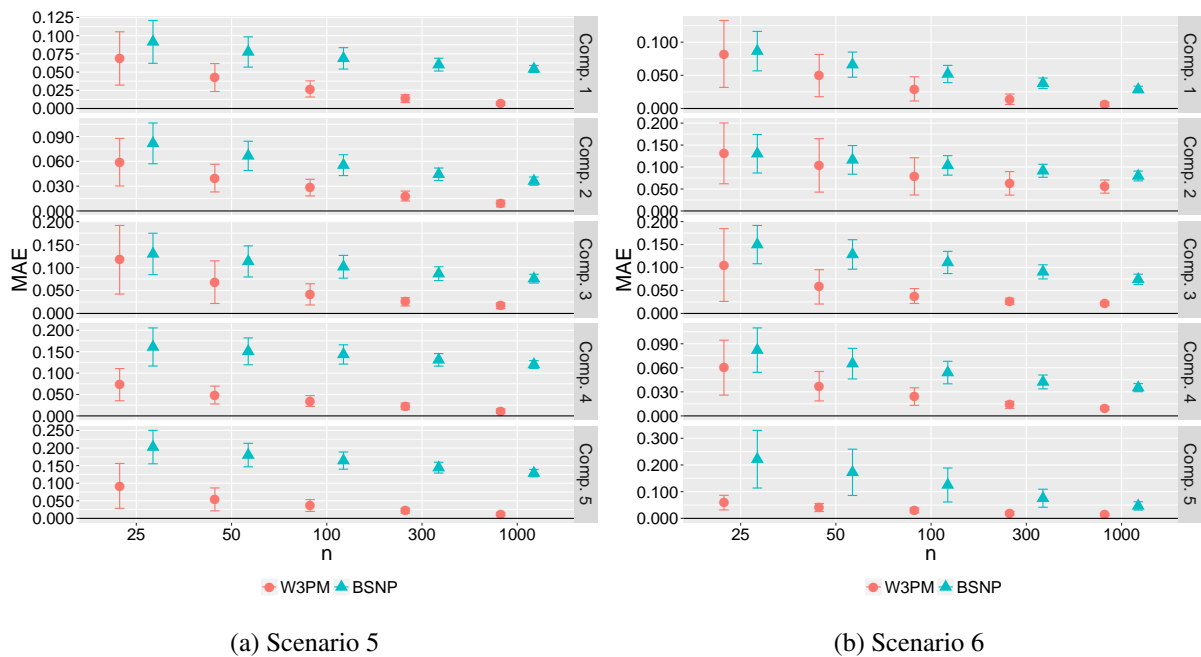 0.125
0.100
0.075
0.050
0.025
0.000
Comp. 1
0.090
0.060
0.030
0.000
Comp. 2
0.200
0.150
0.100
0.050
0.000
Comp. 3
0.200
0.150
0.100
0.050
0.000
Comp. 4
0.250
0.200
0.150
0.100
0.050
0.000
Comp. 5
MAE
25 50 100 300 1000
n
W3PM BSNP
(a) Scenario 5
0.100
0.050
0.000
Comp. 1
0.200
0.150
0.100
0.050
0.000
Comp. 2
0.200
0.150
0.100
0.050
0.000
Comp. 3
0.090
0.060
0.030
0.000
Comp. 4
0.300
0.200
0.100
0.000
Comp. 5
MAE
25 50 100 300 1000
n
W3PM BSNP
(b) Scenario 6